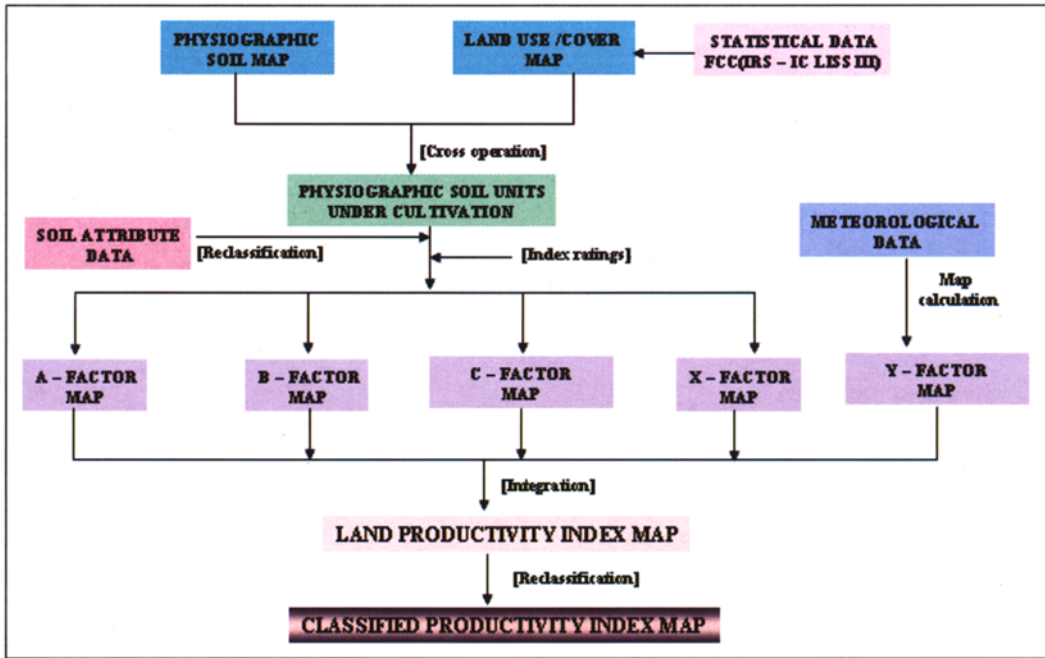 PHYSIOGRAPHIC
SOIL MAP
LAND USE /COVER
MAP
STATISTICAL DATA
FCC(IRS – IC LISS III)
[Cross operation]
PHYSIOGRAPHIC SOIL UNITS
UNDER CULTIVATION
SOIL ATTRIBUTE
DATA
[Reclassification]
[Index ratings]
METEOROLOGICAL
DATA
Map
calculation
A – FACTOR
MAP
B – FACTOR
MAP
C – FACTOR
MAP
X – FACTOR
MAP
Y – FACTOR
MAP
[Integration]
LAND PRODUCTIVITY INDEX MAP
[Reclassification]
CLASSIFIED PRODUCTIVITY INDEX MAP